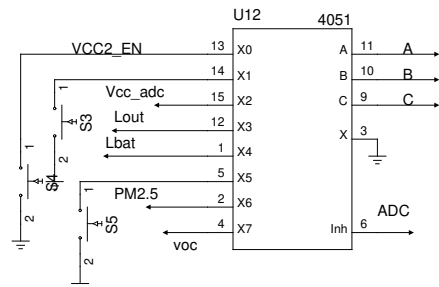 U12 4051
VCC2_EN 13 X0 A 11 A
14 X1 B 10 B
Vcc_adc 15 X2 C 9 C
Lout 12 X3 X 3
Lbat 1 X4
5 X5
PM2.5 2 X6
voc 4 X7 Inh 6 ADC
1 S3 2
1 S4 2
1 S5 2